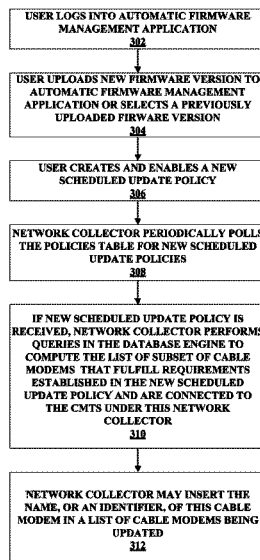 USER LOGS INTO AUTOMATIC FIRMWARE
MANAGEMENT APPLICATION
302
USER UPLOADS NEW FIRMWARE VERSION TO
AUTOMATIC FIRMWARE MANAGEMENT
APPLICATION OR SELECTS A PREVIOUSLY
UPLOADED FIRWARE VERSION
304
USER CREATES AND ENABLES A NEW
SCHEDULED UPDATE POLICY
306
NETWORK COLLECTOR PERIODICALLY POLLS
THE POLICIES TABLE FOR NEW SCHEDULED
UPDATE POLICIES
308
IF NEW SCHEDULED UPDATE POLICY IS
RECEIVED, NETWORK COLLECTOR PERFORMS
QUERIES IN THE DATABASE ENGINE TO
COMPUTE THE LIST OF SUBSET OF CABLE
MODEMS THAT FULFILL REQUIREMENTS
ESTABLISHED IN THE NEW SCHEDULED
UPDATE POLICY AND ARE CONNECTED TO
THE CMTS UNDER THIS NETWORK
COLLECTOR
310
NETWORK COLLECTOR MAY INSERT THE
NAME, OR AN IDENTIFIER, OF THIS CABLE
MODEM IN A LIST OF CABLE MODEMS BEING
UPDATED
312